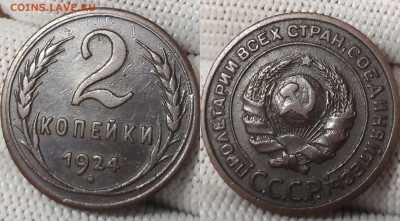 COINS.LAVE.RU
2
КОПЕЙКИ
1924
ПРОЛЕТАРИИ ВСЕХ СТРАН, СОЕДИНЯЙТЕСЬ!
СССР